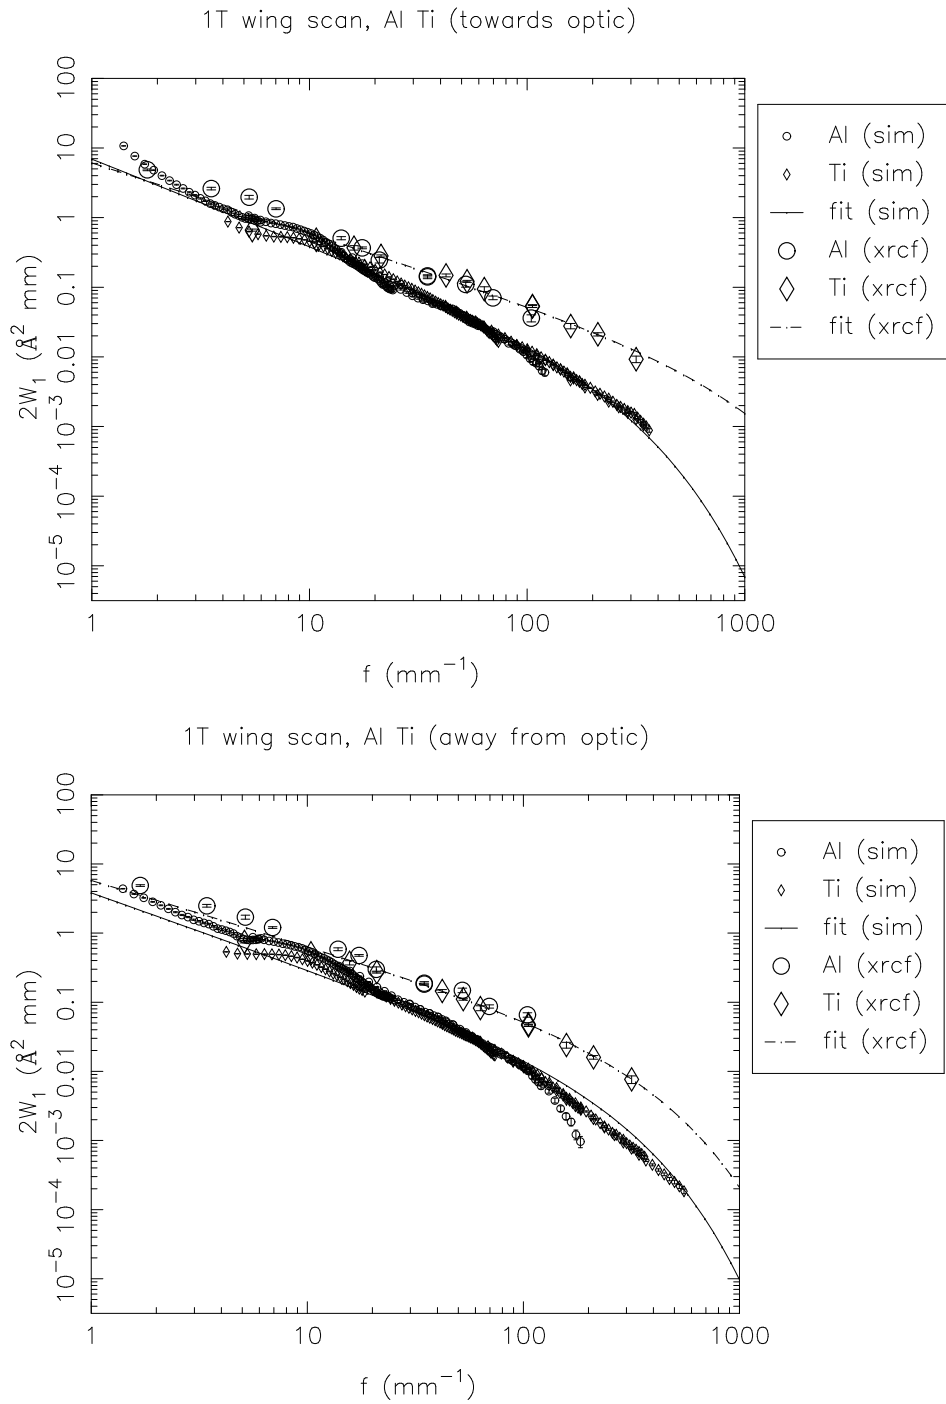 1T wing scan, Al Ti (towards optic)
100
10
1
0.1
0.01
10⁻³
10⁻⁴
10⁻⁵
2W₁ (Å² mm)
1 10 100 1000
f (mm⁻¹)
Al (sim)
Ti (sim)
fit (sim)
Al (xrcf)
Ti (xrcf)
fit (xrcf)
1T wing scan, Al Ti (away from optic)
100
10
1
0.1
0.01
10⁻³
10⁻⁴
10⁻⁵
2W₁ (Å² mm)
1 10 100 1000
f (mm⁻¹)
Al (sim)
Ti (sim)
fit (sim)
Al (xrcf)
Ti (xrcf)
fit (xrcf)